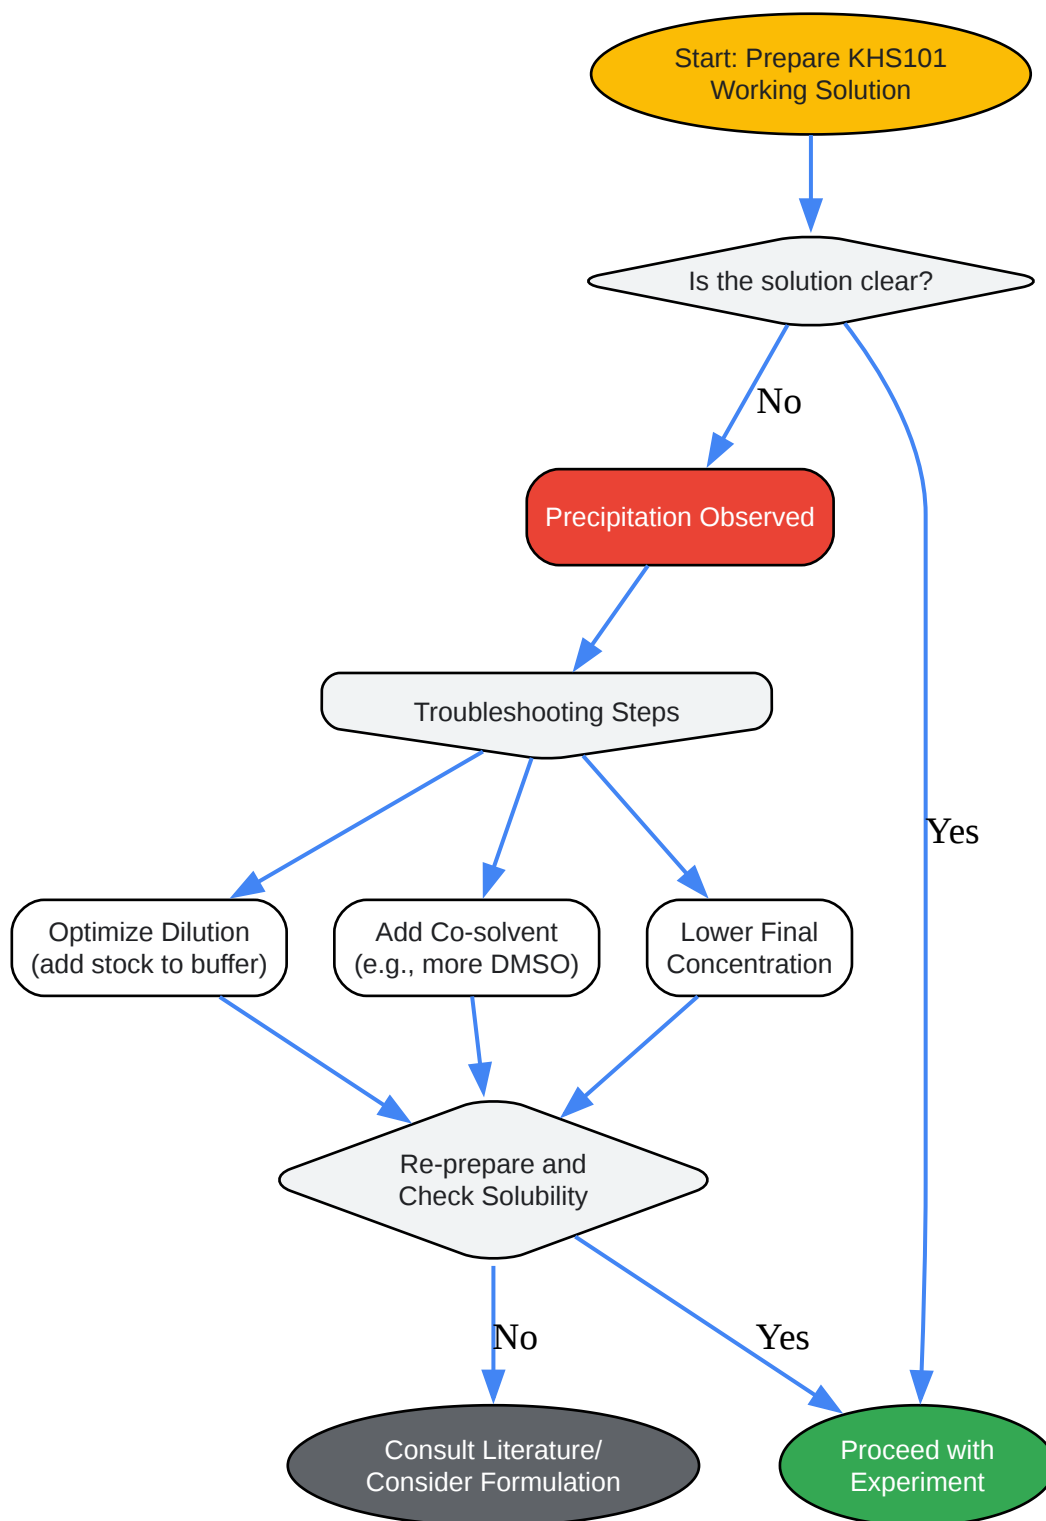 Start: Prepare KHS101
Working Solution
Is the solution clear?
No
Precipitation Observed
Troubleshooting Steps
Yes
Optimize Dilution
(add stock to buffer)
Add Co-solvent
(e.g., more DMSO)
Lower Final
Concentration
Re-prepare and
Check Solubility
No
Yes
Consult Literature/
Consider Formulation
Proceed with
Experiment